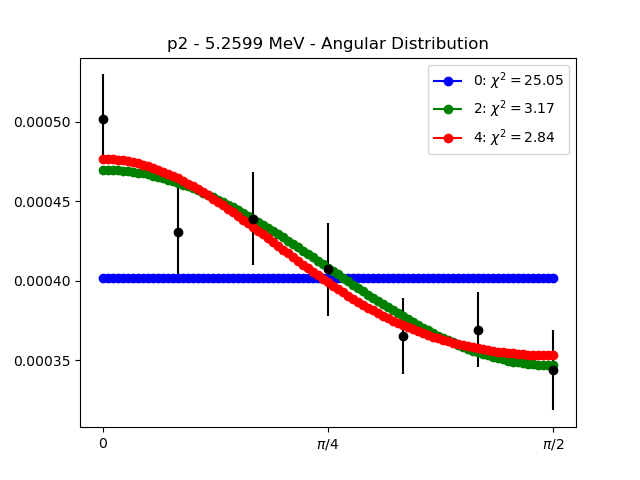 p2 - 5.2599 MeV - Angular Distribution
0: χ² = 25.05
2: χ² = 3.17
4: χ² = 2.84
0.00050
0.00045
0.00040
0.00035
0 π/4 π/2